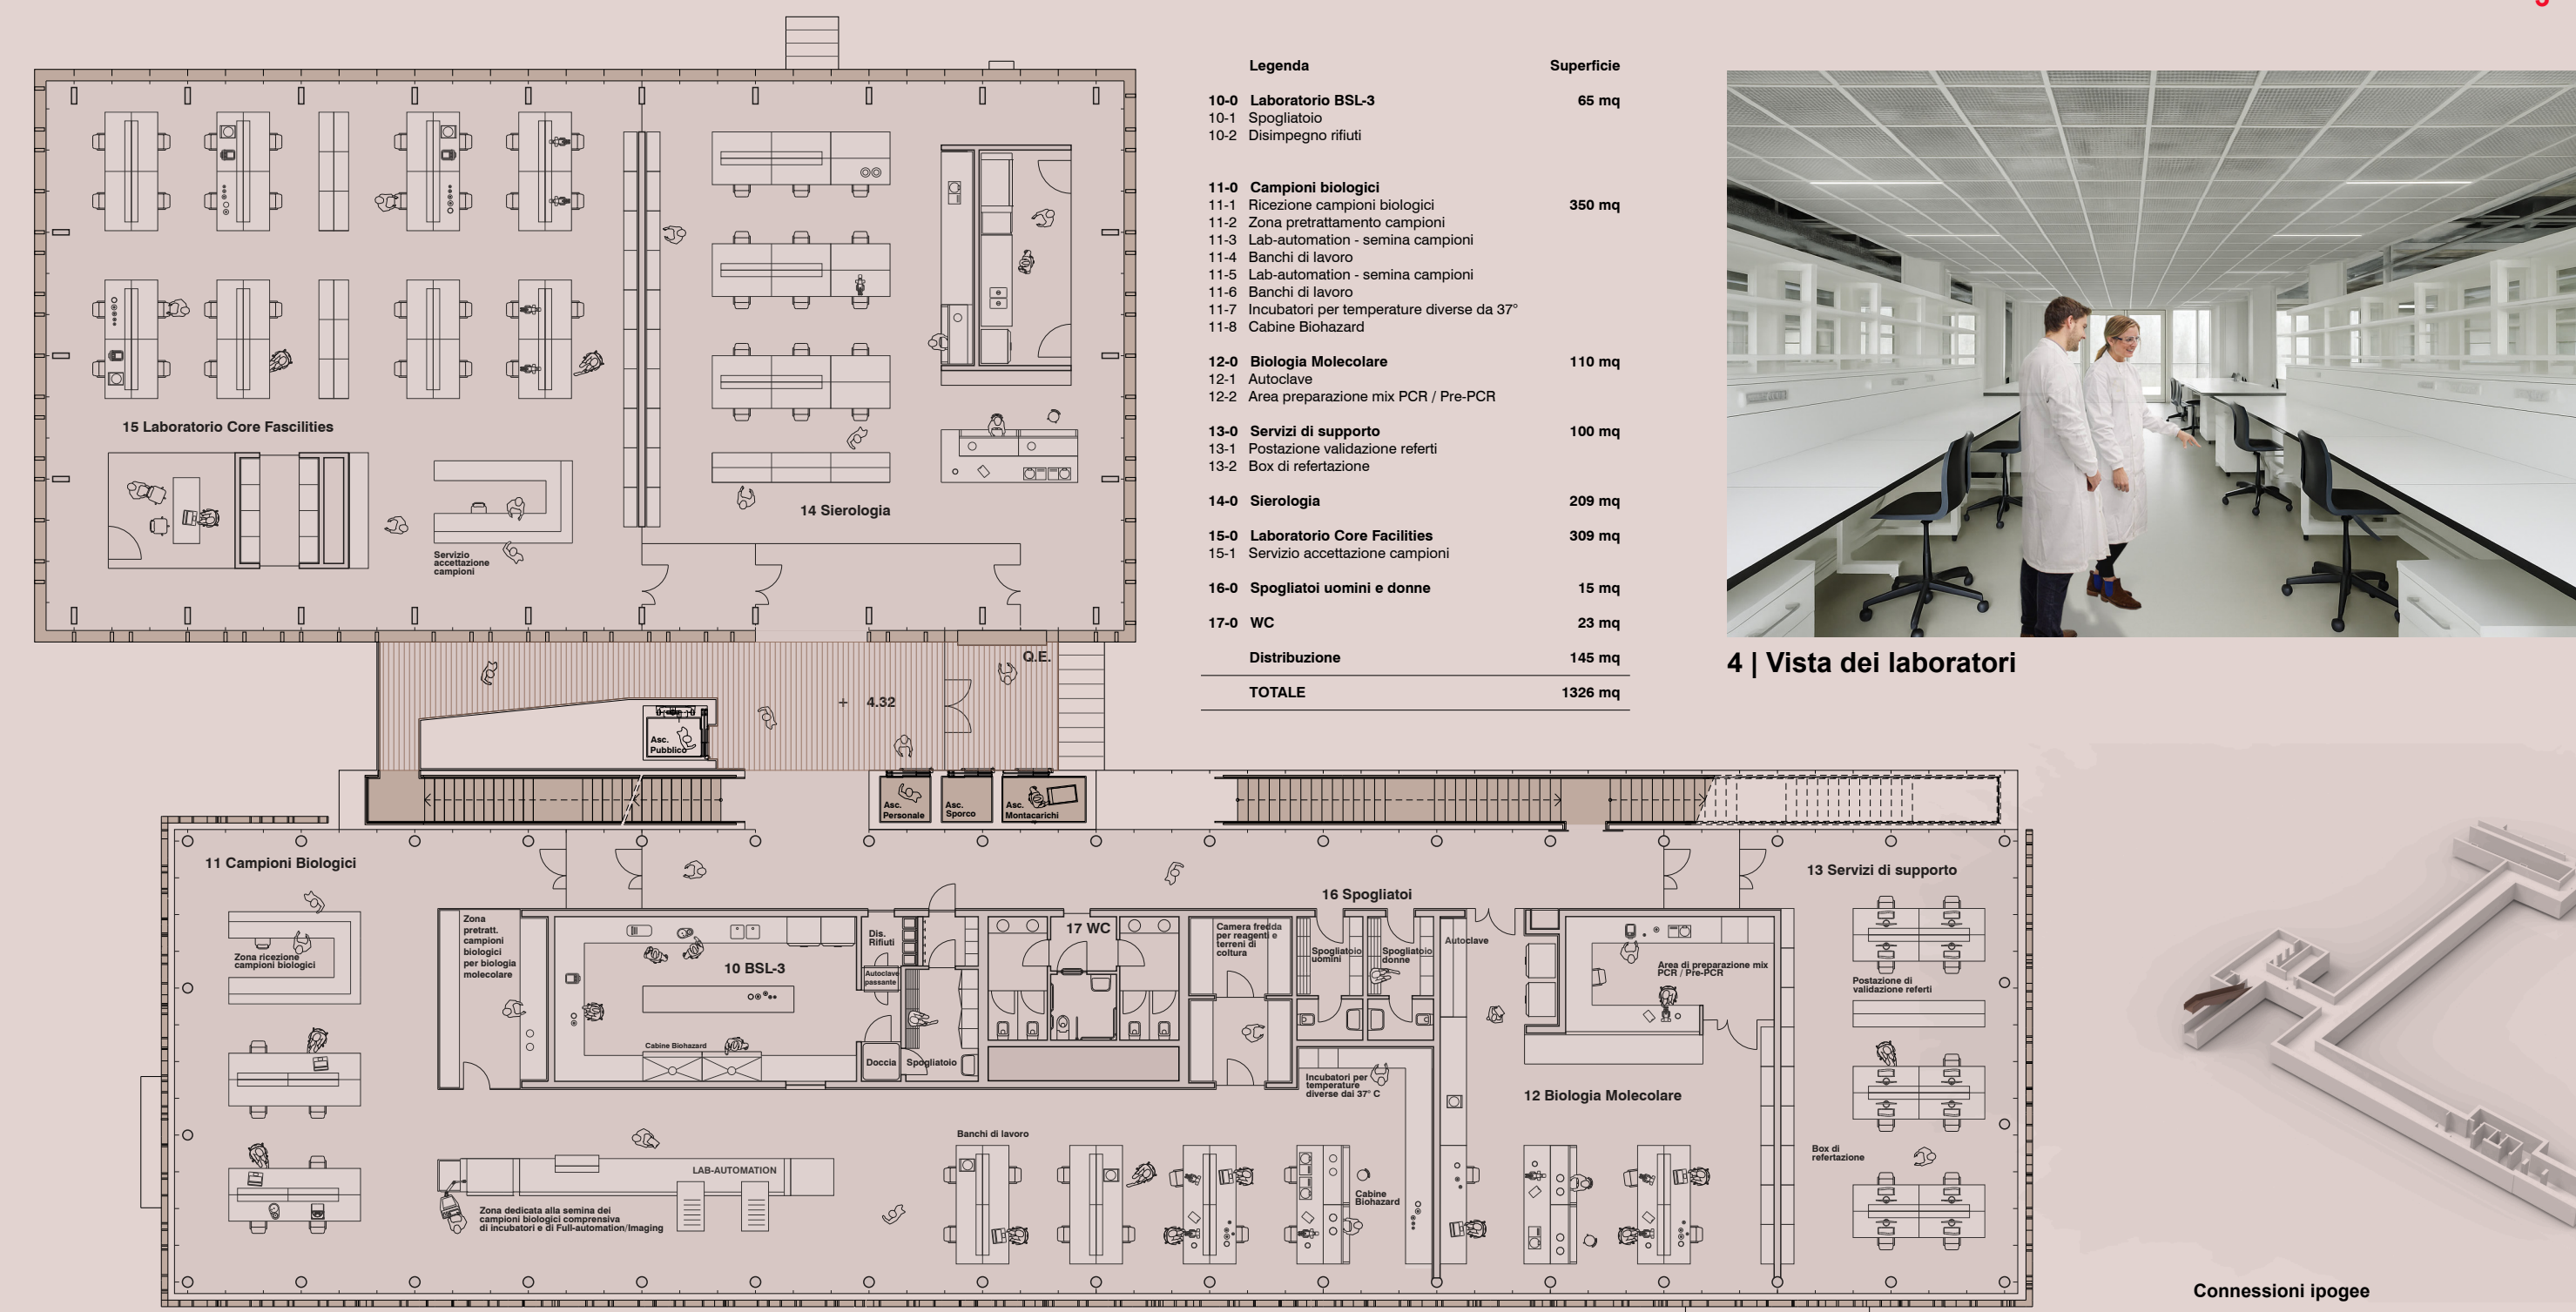 Legenda Superficie
10-0 Laboratorio BSL-3 65 mq
10-1 Spogliatoio
10-2 Disimpegno rifiuti
11-0 Campioni biologici
11-1 Ricezione campioni biologici 350 mq
11-2 Zona pretrattamento campioni
11-3 Lab-automation - semina campioni
11-4 Banchi di lavoro
11-5 Lab-automation - semina campioni
11-6 Banchi di lavoro
11-7 Incubatori per temperature diverse da 37°
11-8 Cabine Biohazard
12-0 Biologia Molecolare 110 mq
12-1 Autoclave
12-2 Area preparazione mix PCR / Pre-PCR
13-0 Servizi di supporto 100 mq
13-1 Postazione validazione referti
13-2 Box di refertazione
14-0 Sierologia 209 mq
15-0 Laboratorio Core Facilities 309 mq
15-1 Servizio accettazione campioni
16-0 Spogliatoi uomini e donne 15 mq
17-0 WC 23 mq
Distribuzione 145 mq
TOTALE 1326 mq
4 | Vista dei laboratori
15 Laboratorio Core Fascilities
14 Sierologia
Servizio
accettazione
campioni
Q.E.
+ 4.32
Asc.
Pubblico
Asc.
Personale
Asc.
Sporco
Asc.
Montacarichi
11 Campioni Biologici
Zona ricezione
campioni biologici
Zona
pretratt.
campioni
biologici
per biologia
molecolare
10 BSL-3
Cabine Biohazard
Dis.
Rifiuti
Autoclave
passante
Doccia
Spogliatoio
17 WC
Camera fredda
per reagenti e
terreni di
coltura
16 Spogliatoi
Spogliatoio
uomini
Spogliatoio
donne
Autoclave
Area di preparazione mix
PCR / Pre-PCR
13 Servizi di supporto
Postazione di
validazione referti
Incubatori per
temperature
diverse dai 37° C
12 Biologia Molecolare
Banchi di lavoro
LAB-AUTOMATION
Zona dedicata alla semina dei
campioni biologici comprensiva
di incubatori e di Full-automation/Imaging
Cabine
Biohazard
Box di
refertazione
Connessioni ipogee